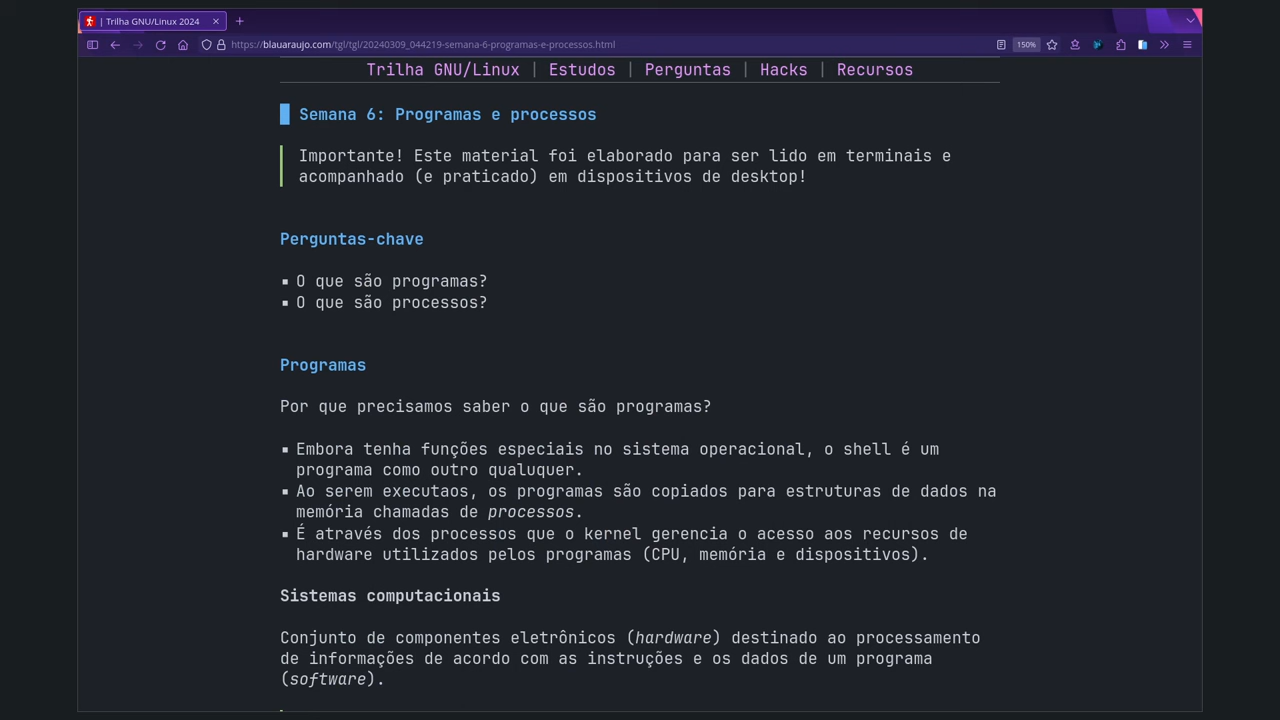 | Trilha GNU/Linux 2024
https://blauaraujo.com/tgl/tgl/20240309_044219-semana-6-programas-e-processos.html
150%
Trilha GNU/Linux | Estudos | Perguntas | Hacks | Recursos
Semana 6: Programas e processos
Importante! Este material foi elaborado para ser lido em terminais e
acompanhado (e praticado) em dispositivos de desktop!
Perguntas-chave
▪ O que são programas?
▪ O que são processos?
Programas
Por que precisamos saber o que são programas?
▪ Embora tenha funções especiais no sistema operacional, o shell é um
programa como outro qualuquer.
▪ Ao serem executaos, os programas são copiados para estruturas de dados na
memória chamadas de processos.
▪ É através dos processos que o kernel gerencia o acesso aos recursos de
hardware utilizados pelos programas (CPU, memória e dispositivos).
Sistemas computacionais
Conjunto de componentes eletrônicos (hardware) destinado ao processamento
de informações de acordo com as instruções e os dados de um programa
(software).